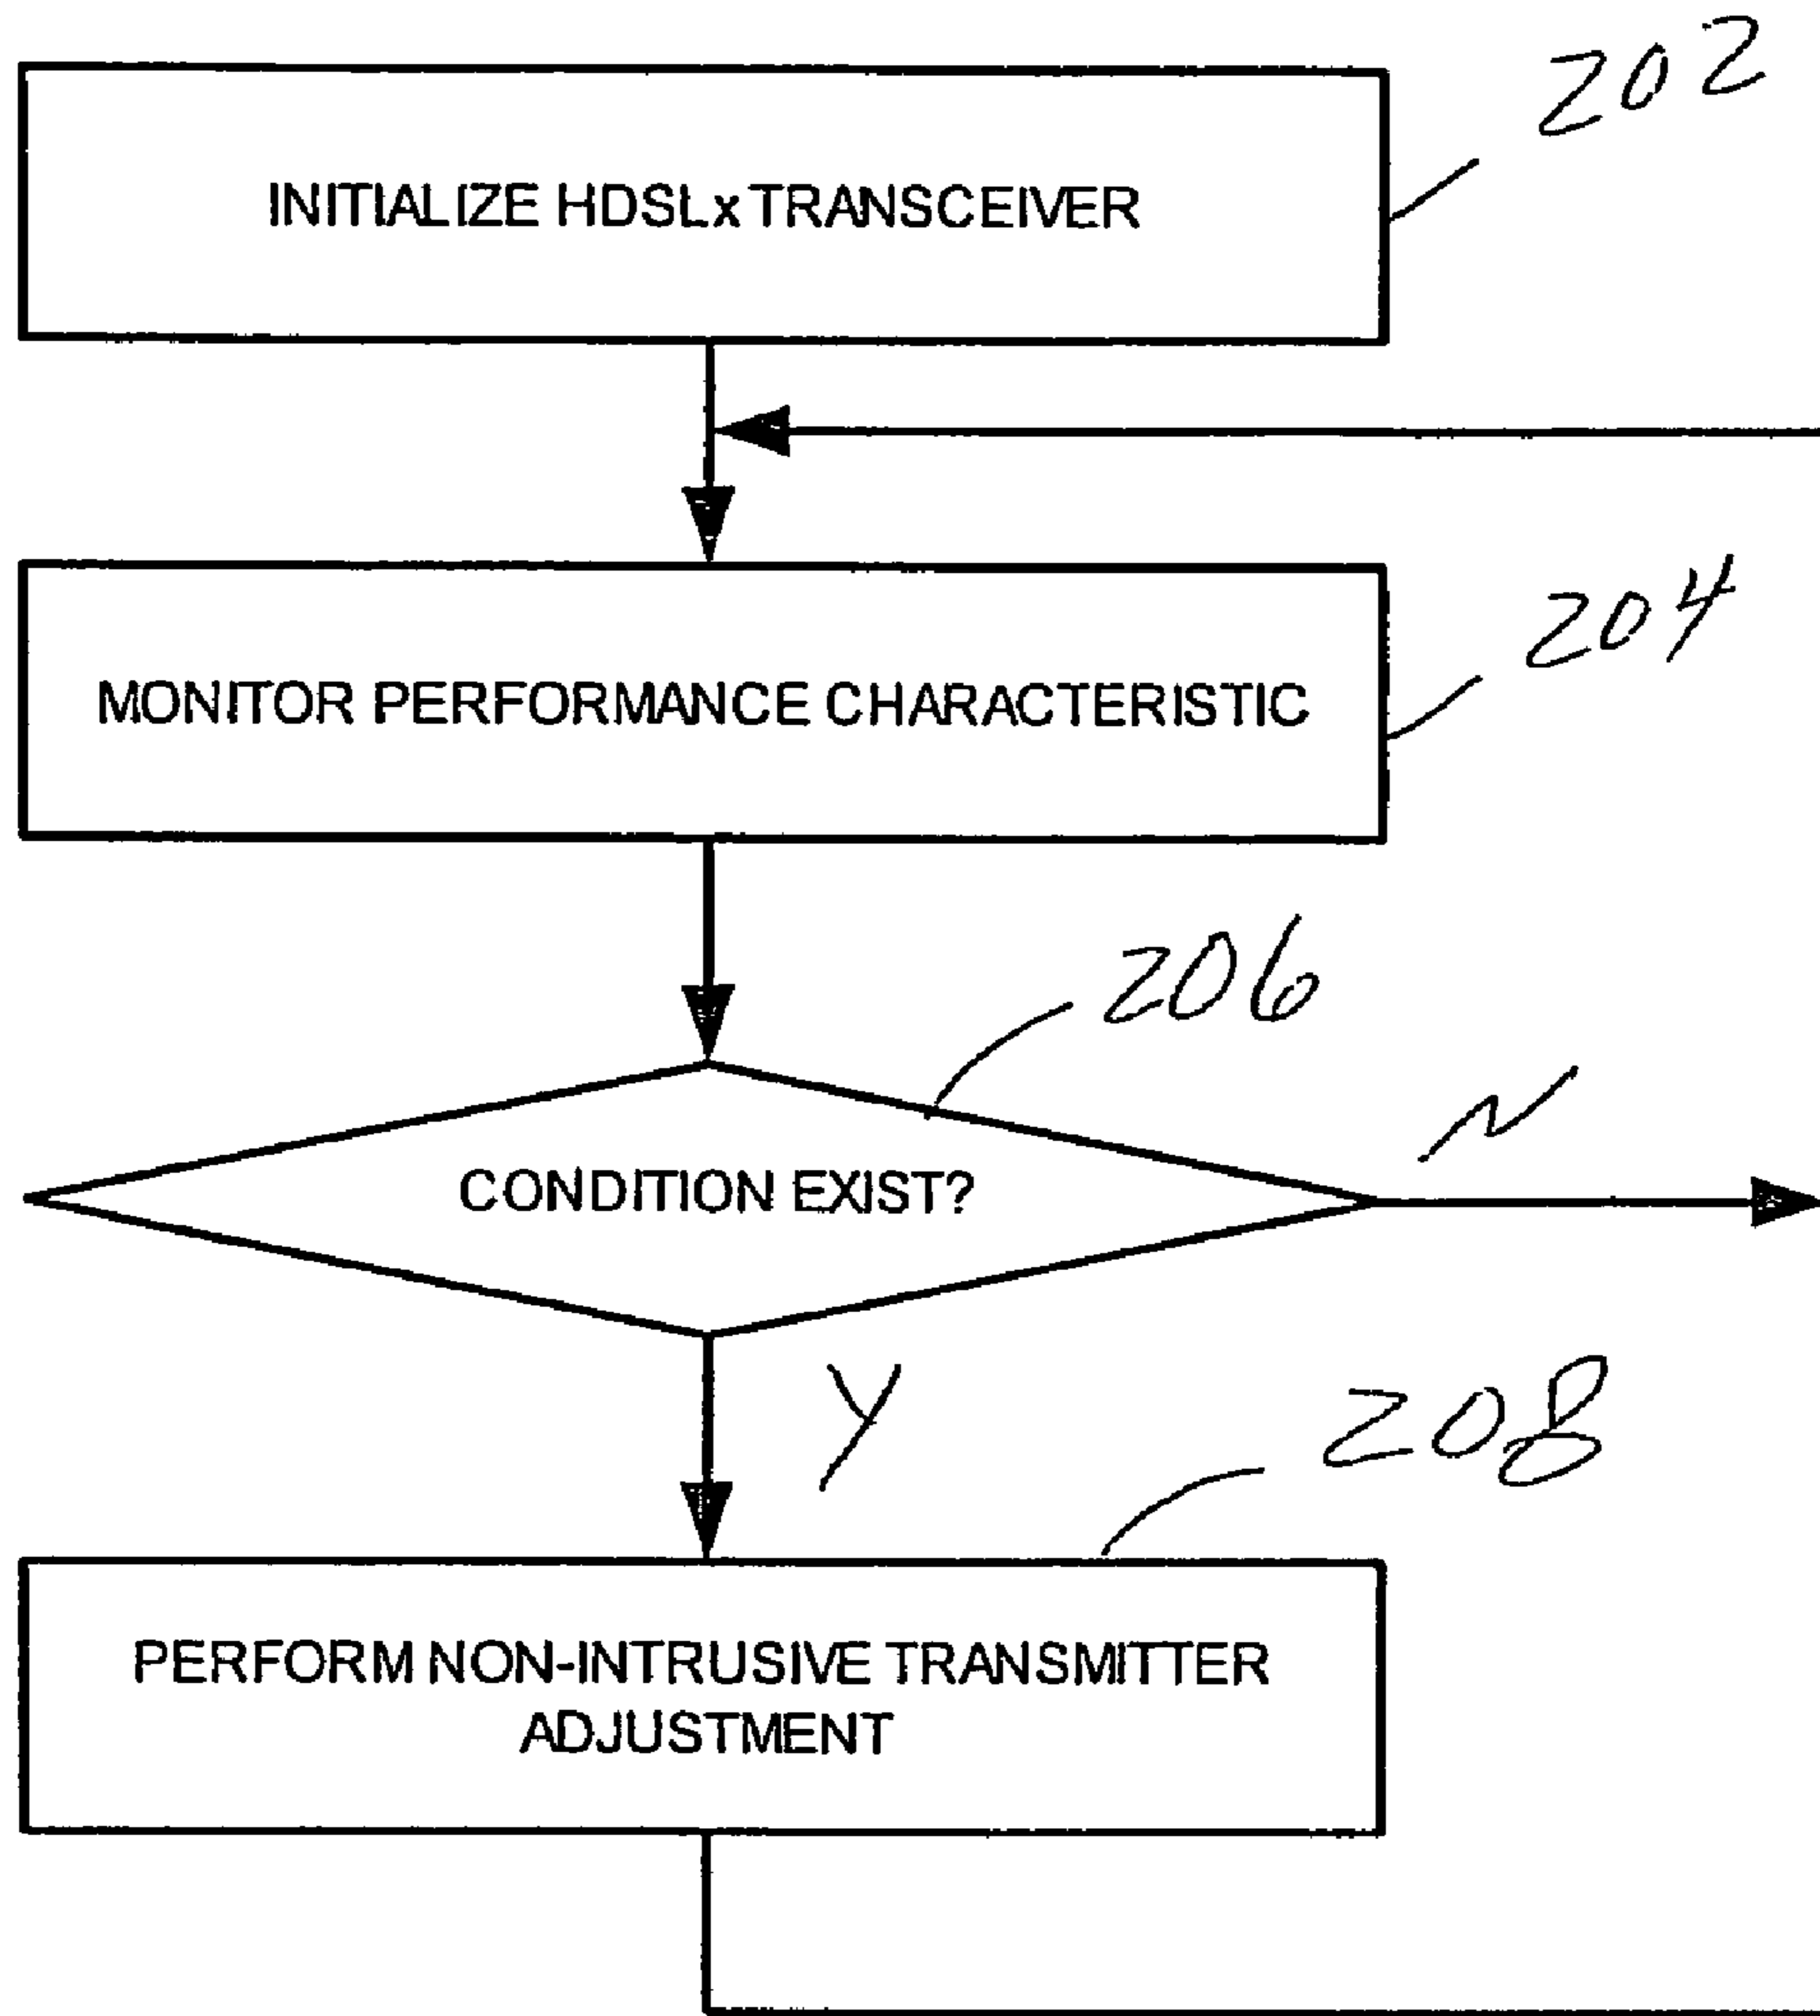 202
INITIALIZE HDSLx TRANSCEIVER
204
MONITOR PERFORMANCE CHARACTERISTIC
206
N
CONDITION EXIST?
Y
208
PERFORM NON-INTRUSIVE TRANSMITTER
ADJUSTMENT